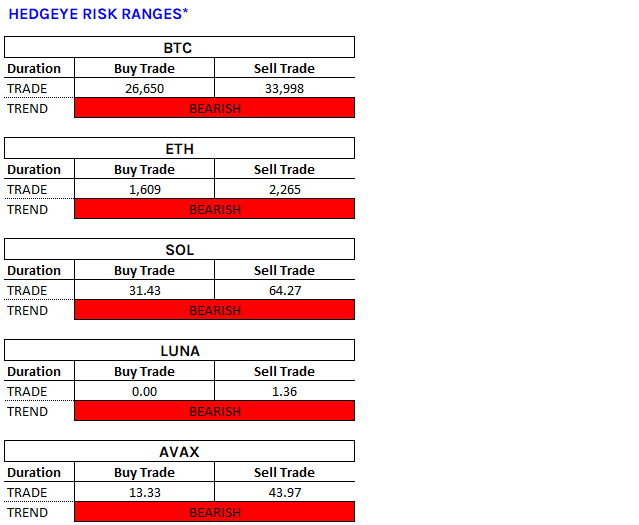 HEDGEYE RISK RANGES*
BTC
Duration Buy Trade Sell Trade
TRADE 26,650 33,998
TREND BEARISH
ETH
Duration Buy Trade Sell Trade
TRADE 1,609 2,265
TREND BEARISH
SOL
Duration Buy Trade Sell Trade
TRADE 31.43 64.27
TREND BEARISH
LUNA
Duration Buy Trade Sell Trade
TRADE 0.00 1.36
TREND BEARISH
AVAX
Duration Buy Trade Sell Trade
TRADE 13.33 43.97
TREND BEARISH